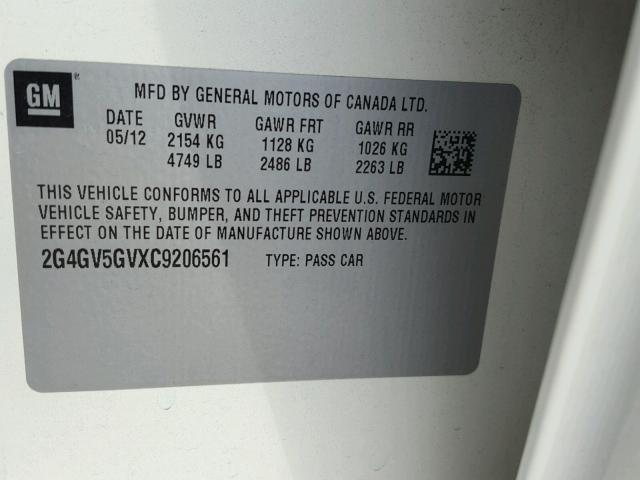 GM ®
MFD BY GENERAL MOTORS OF CANADA LTD.
DATE GVWR GAWR FRT GAWR RR
05/12 2154 KG 1128 KG 1026 KG
4749 LB 2486 LB 2263 LB
THIS VEHICLE CONFORMS TO ALL APPLICABLE U.S. FEDERAL MOTOR
VEHICLE SAFETY, BUMPER, AND THEFT PREVENTION STANDARDS IN
EFFECT ON THE DATE OF MANUFACTURE SHOWN ABOVE.
2G4GV5GVXC9206561 TYPE: PASS CAR